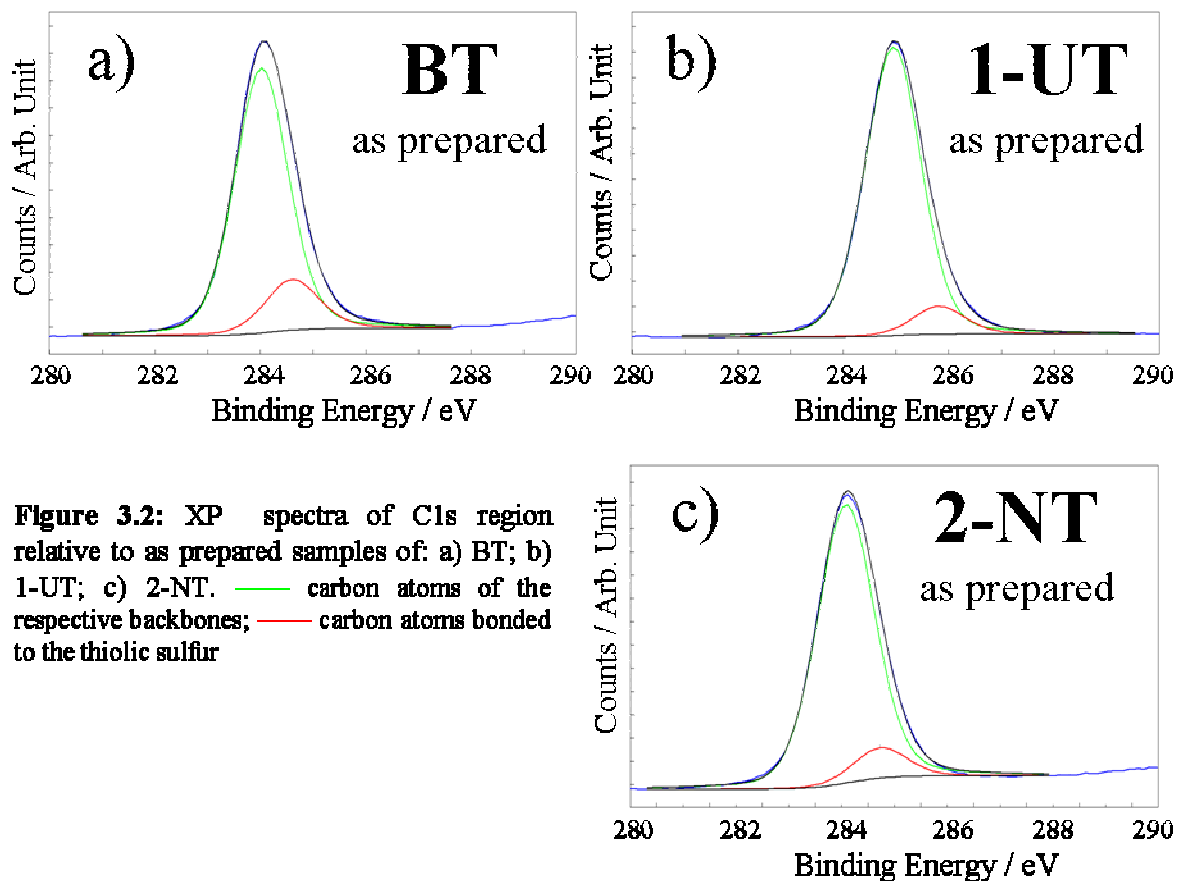 a)
BT
as prepared
Counts / Arb. Unit
280 282 284 286 288 290
Binding Energy / eV
b)
1-UT
as prepared
Counts / Arb. Unit
280 282 284 286 288 290
Binding Energy / eV
Figure 3.2: XP spectra of C1s region
relative to as prepared samples of: a) BT; b)
1-UT; c) 2-NT. carbon atoms of the
respective backbones; carbon atoms bonded
to the thiolic sulfur
c)
2-NT
as prepared
Counts / Arb. Unit
280 282 284 286 288 290
Binding Energy / eV